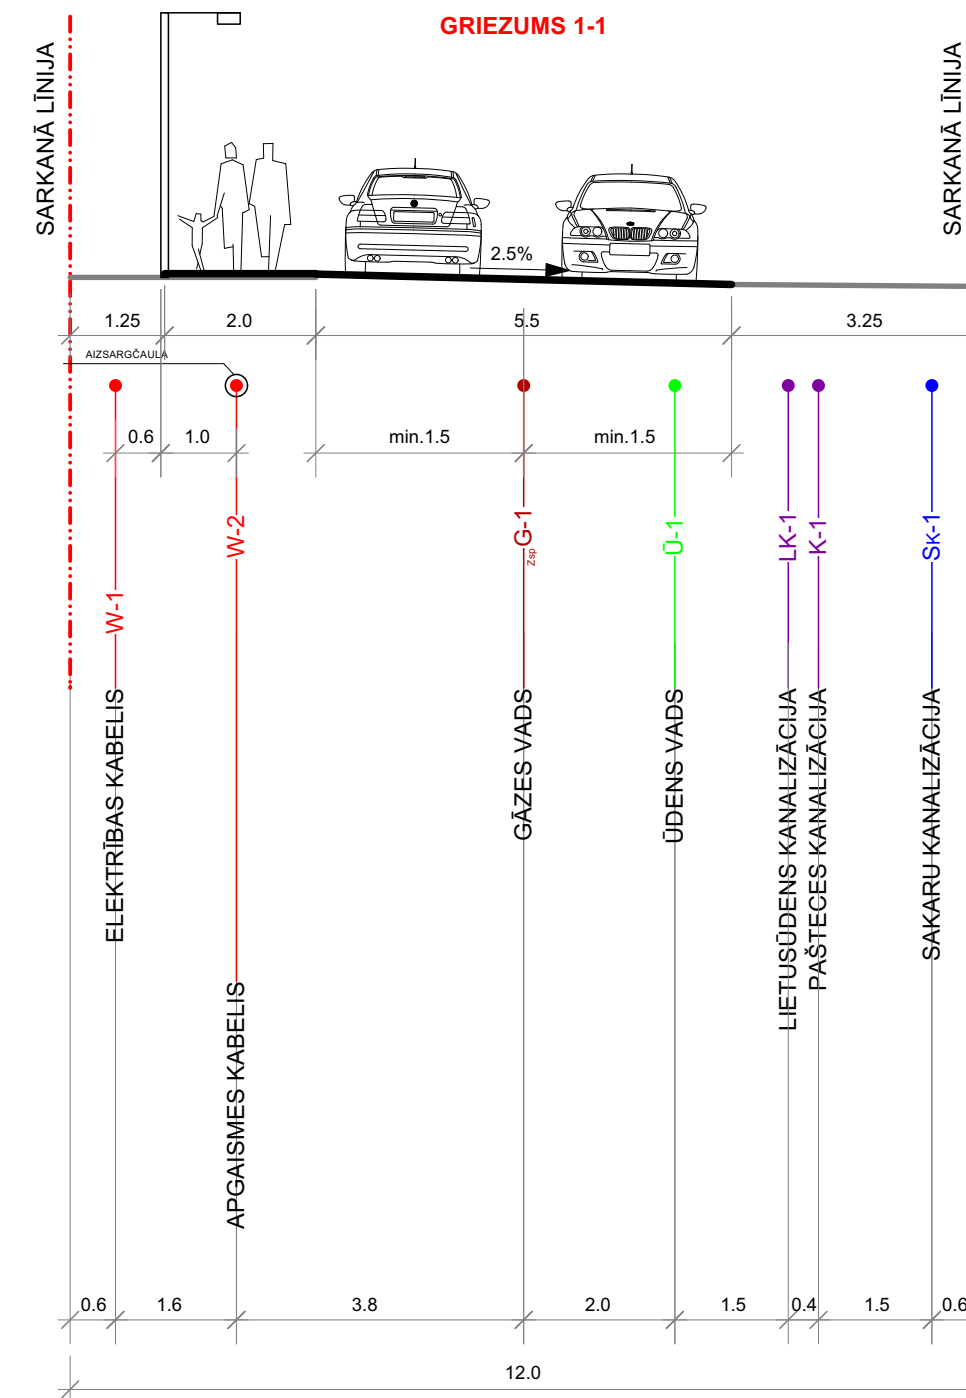 GRIEZUMS 1-1
SARKANĀ LĪNIJA
SARKANĀ LĪNIJA
2.5%
1.25
2.0
5.5
3.25
AIZSARGČAULA
0.6
1.0
min.1.5
min.1.5
W-1
W-2
G-1
Zsp
Ū-1
LK-1
K-1
SK-1
ELEKTRĪBAS KABELIS
APGAISMES KABELIS
GĀZES VADS
ŪDENS VADS
LIETUSŪDENS KANALIZĀCIJA
PAŠTECES KANALIZĀCIJA
SAKARU KANALIZĀCIJA
0.6
1.6
3.8
2.0
1.5
0.4
1.5
0.6
12.0